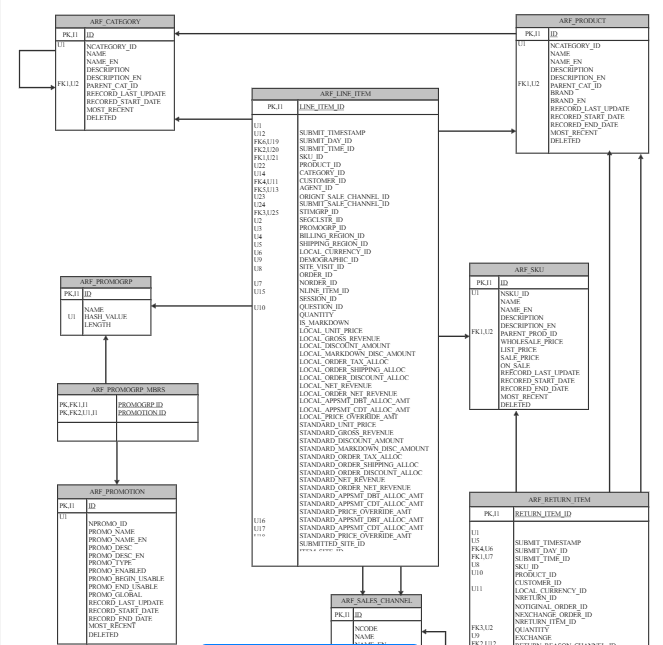 ARF_CATEGORY
PK,I1 ID
U1 NCATEGORY_ID
NAME
NAME_EN
DESCRIPTION
DESCRIPTION_EN
FK1,U2 PARENT_CAT_ID
REECORD_LAST_UPDATE
RECORED_START_DATE
MOST_RECENT
DELETED
ARF_PRODUCT
PK,I1 ID
U1 NCATEGORY_ID
NAME
NAME_EN
DESCRIPTION
DESCRIPTION_EN
FK1,U2 PARENT_CAT_ID
BRAND
BRAND_EN
REECORD_LAST_UPDATE
RECORED_START_DATE
RECORED_END_DATE
MOST_RECENT
DELETED
ARF_LINE_ITEM
PK,I1 LINE_ITEM_ID
U1
U12 SUBMIT_TIMESTAMP
FK6,U19 SUBMIT_DAY_ID
FK2,U20 SUBMIT_TIME_ID
FK1,U21 SKU_ID
U22 PRODUCT_ID
U14 CATEGORY_ID
FK4,U11 CUSTOMER_ID
FK5,U13 AGENT_ID
U23 ORIGNT_SALE_CHANNEL_ID
U24 SUBMIT_SALE_CHANNEL_ID
FK3,U25 STIMGRP_ID
U2 SEGCLSTR_ID
U3 PROMOGRP_ID
U4 BILLING_REGION_ID
U5 SHIPPING_REGION_ID
U6 LOCAL_CURRENCY_ID
U9 DEMOGRAPHIC_ID
U8 SITE_VISIT_ID
ORDER_ID
U7 NORDER_ID
U15 NLINE_ITEM_ID
SESSION_ID
U10 QUESTION_ID
QUANTITY
IS_MARKDOWN
LOCAL_UNIT_PRICE
LOCAL_GROSS_REVENUE
LOCAL_DISCOUNT_AMOUNT
LOCAL_MARKDOWN_DISC_AMOUNT
LOCAL_ORDER_TAX_ALLOC
LOCAL_ORDER_SHIPPING_ALLOC
LOCAL_ORDER_DISCOUNT_ALLOC
LOCAL_NET_REVENUE
LOCAL_ORDER_NET_REVENUE
LOCAL_APPSMT_DBT_ALLOC_AMT
LOCAL_APPSMT_CDT_ALLOC_AMT
LOCAL_PRICE_OVERRIDE_AMT
STANDARD_UNIT_PRICE
STANDARD_GROSS_REVENUE
STANDARD_DISCOUNT_AMOUNT
STANDARD_MARKDOWN_DISC_AMOUNT
STANDARD_ORDER_TAX_ALLOC
STANDARD_ORDER_SHIPPING_ALLOC
STANDARD_ORDER_DISCOUNT_ALLOC
STANDARD_NET_REVENUE
STANDARD_ORDER_NET_REVENUE
STANDARD_APPSMT_DBT_ALLOC_AMT
STANDARD_APPSMT_CDT_ALLOC_AMT
STANDARD_PRICE_OVERRIDE_AMT
U16 STANDARD_APPSMT_DBT_ALLOC_AMT
U17 STANDARD_APPSMT_CDT_ALLOC_AMT
STANDARD_PRICE_OVERRIDE_AMT
SUBMITTED_SITE_ID
ARF_PROMOGRP
PK,I1 ID
NAME
U1 HASH_VALUE
LENGTH
ARF_SKU
PK,I1 ID
U1 NSKU_ID
NAME
NAME_EN
DESCRIPTION
DESCRIPTION_EN
FK1,U2 PARENT_PROD_ID
WHOLESALE_PRICE
LIST_PRICE
SALE_PRICE
ON_SALE
REECORD_LAST_UPDATE
RECORED_START_DATE
RECORED_END_DATE
MOST_RECENT
DELETED
ARF_PROMOGRP_MBRS
PK,FK1,I1 PROMOGRP_ID
PK,FK2,U1,I1 PROMOTION_ID
ARF_PROMOTION
PK,I1 ID
U1
NPROMO_ID
PROMO_NAME
PROMO_NAME_EN
PROMO_DESC
PROMO_DESC_EN
PROMO_TYPE
PROMO_ENABLED
PROMO_BEGIN_USABLE
PROMO_END_USABLE
PROMO_GLOBAL
RECORD_LAST_UPDATE
RECORD_START_DATE
RECORD_END_DATE
MOST_RECENT
DELETED
ARF_RETURN_ITEM
PK,I1 RETURN_ITEM_ID
U1
U5 SUBMIT_TIMESTAMP
FK4,U6 SUBMIT_DAY_ID
FK1,U7 SUBMIT_TIME_ID
U8 SKU_ID
U10 PRODUCT_ID
CUSTOMER_ID
U11 LOCAL_CURRENCY_ID
NRETURN_ID
NOTIGINAL_ORDER_ID
NEXCHANGE_ORDER_ID
NRETURN_ITEM_ID
FK3,U2 QUANTITY
U9 EXCHANGE
FK2,U12 RETURN_REASON_CHANNEL_ID
ARF_SALES_CHANNEL
PK,I1 ID
NCODE
NAME
NAME_EN